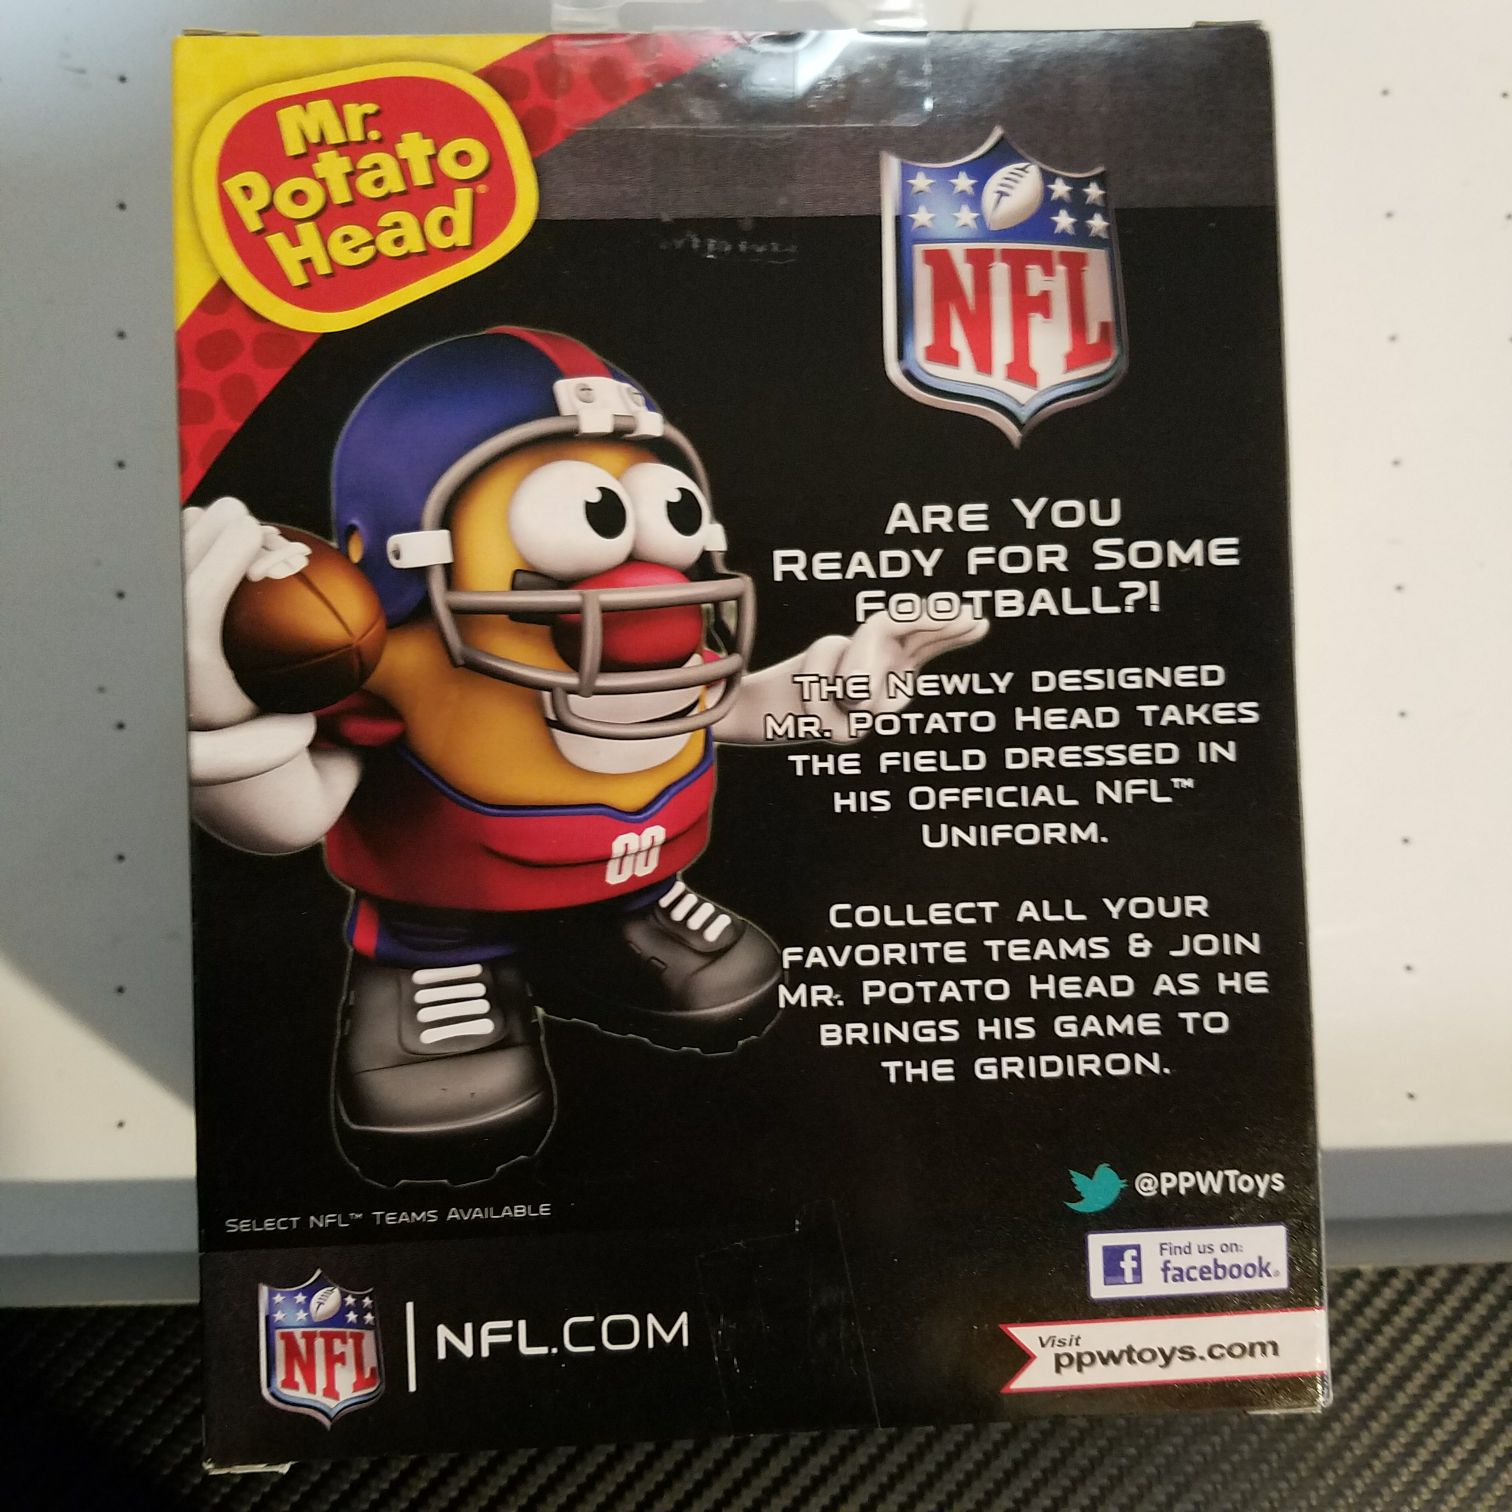 Mr.
Potato
Head®
NFL
ARE YOU
READY FOR SOME
FOOTBALL?!
THE NEWLY DESIGNED
MR. POTATO HEAD TAKES
THE FIELD DRESSED IN
HIS OFFICIAL NFL™
UNIFORM.
00
COLLECT ALL YOUR
FAVORITE TEAMS & JOIN
MR. POTATO HEAD AS HE
BRINGS HIS GAME TO
THE GRIDIRON.
@PPWToys
SELECT NFL™ TEAMS AVAILABLE
f
Find us on:
facebook®
NFL
NFL.COM
Visit
ppwtoys.com